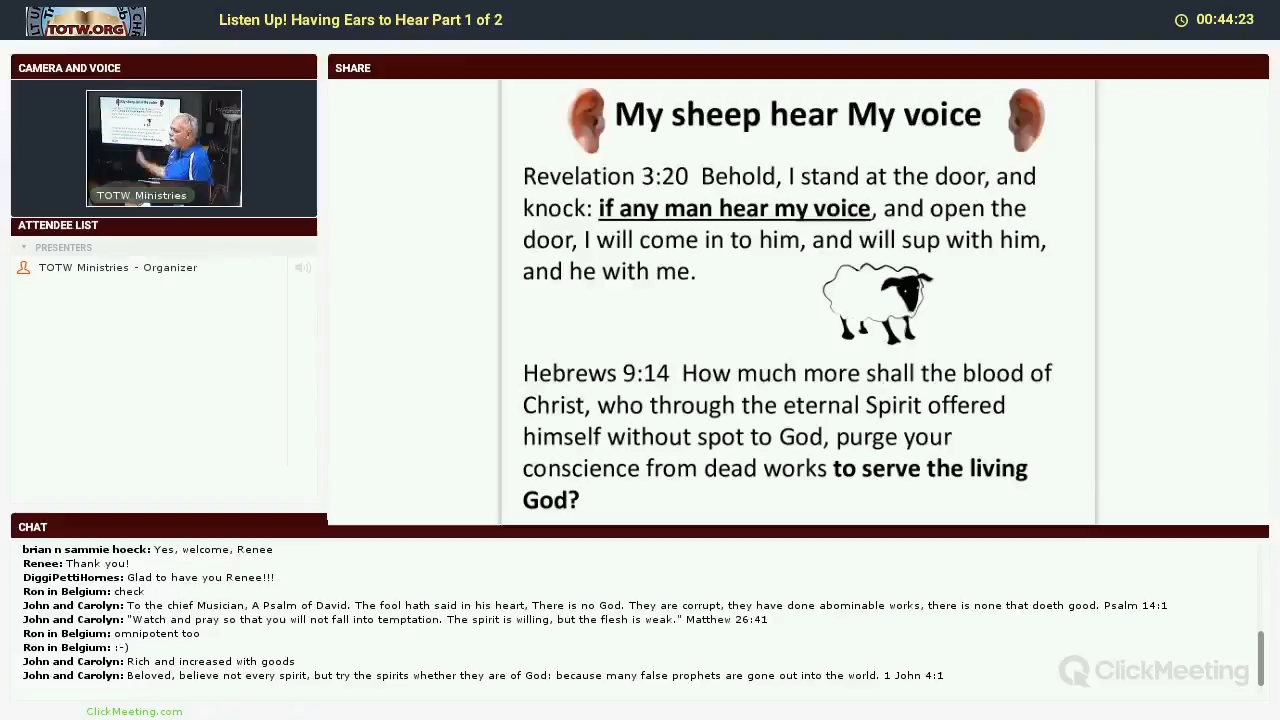 TOTW.ORG
Listen Up! Having Ears to Hear Part 1 of 2
00:44:23
CAMERA AND VOICE
My sheep hear My voice
TOTW Ministries
ATTENDEE LIST
PRESENTERS
TOTW Ministries - Organizer
SHARE
My sheep hear My voice
Revelation 3:20 Behold, I stand at the door, and
knock: if any man hear my voice, and open the
door, I will come in to him, and will sup with him,
and he with me.
Hebrews 9:14 How much more shall the blood of
Christ, who through the eternal Spirit offered
himself without spot to God, purge your
conscience from dead works to serve the living
God?
CHAT
brian n sammie hoeck: Yes, welcome, Renee
Renee: Thank you!
DiggiPettiHornes: Glad to have you Renee!!!
Ron in Belgium: check
John and Carolyn: To the chief Musician, A Psalm of David. The fool hath said in his heart, There is no God. They are corrupt, they have done abominable works, there is none that doeth good. Psalm 14:1
John and Carolyn: "Watch and pray so that you will not fall into temptation. The spirit is willing, but the flesh is weak." Matthew 26:41
Ron in Belgium: omnipotent too
Ron in Belgium: :-)
John and Carolyn: Rich and increased with goods
John and Carolyn: Beloved, believe not every spirit, but try the spirits whether they are of God: because many false prophets are gone out into the world. 1 John 4:1
ClickMeeting
ClickMeeting.com